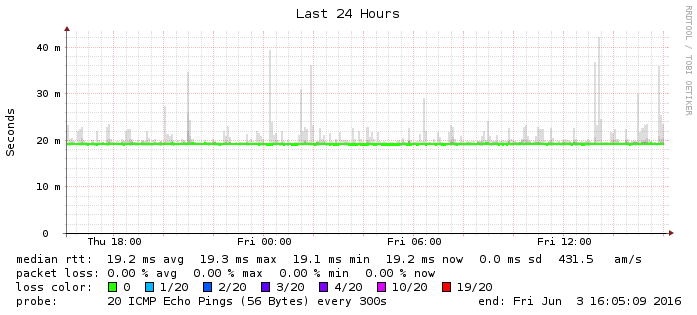 Last 24 Hours
RRDTOOL / TOBI OETIKER
Seconds
40 m
30 m
20 m
10 m
0
Thu 18:00 Fri 00:00 Fri 06:00 Fri 12:00
median rtt: 19.2 ms avg 19.3 ms max 19.1 ms min 19.2 ms now 0.0 ms sd 431.5 am/s
packet loss: 0.00 % avg 0.00 % max 0.00 % min 0.00 % now
loss color: 0 1/20 2/20 3/20 4/20 10/20 19/20
probe: 20 ICMP Echo Pings (56 Bytes) every 300s end: Fri Jun 3 16:05:09 2016